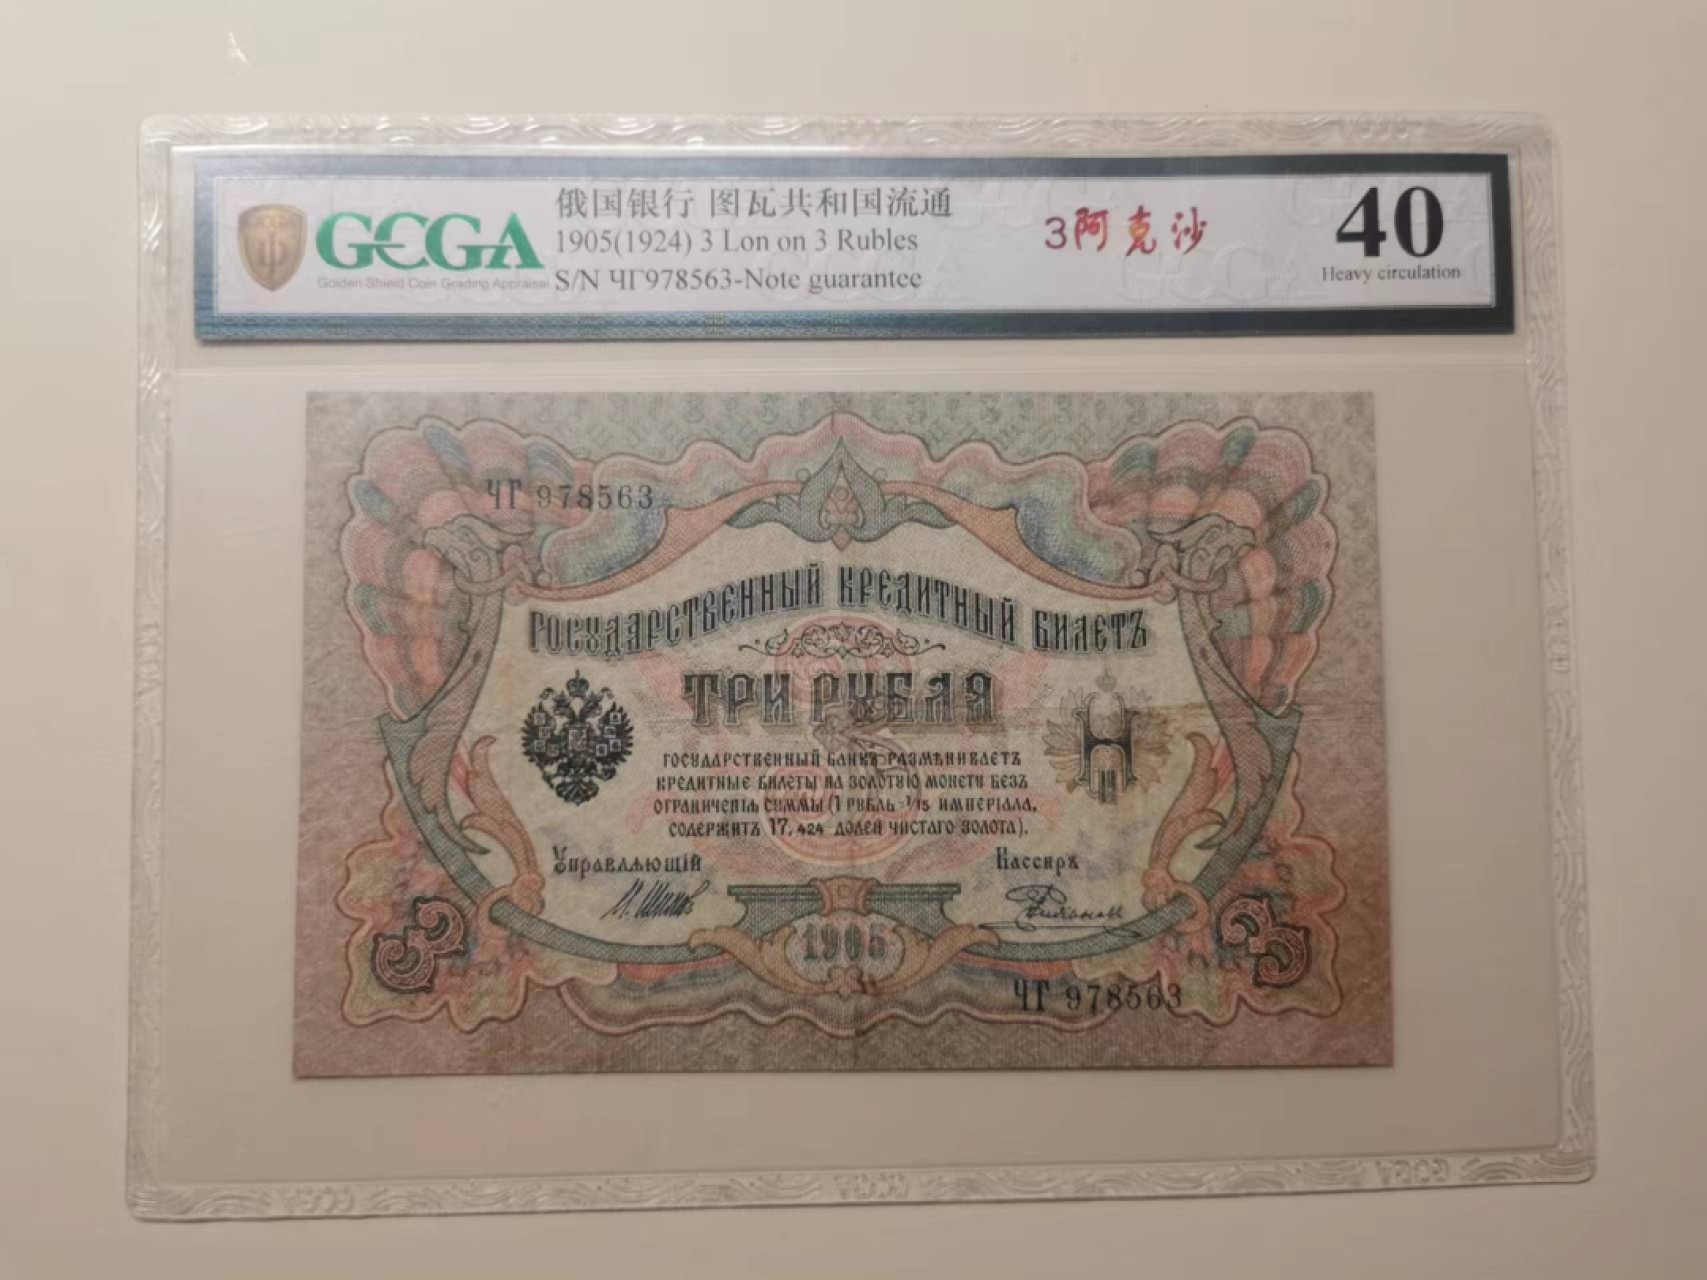 GCGA
Golden Shield Coin Grading Appraisal
俄国银行 图瓦共和国流通
1905(1924) 3 Lon on 3 Rubles
S/N ЧГ978563-Note guarantee
3阿克沙
40
Heavy circulation
ЧГ 978563
ГОСУДАРСТВЕННЫЙ КРЕДИТНЫЙ БИЛЕТЪ
ТРИ РУБЛЯ
ГОСУДАРСТВЕННЫЙ БАНКЪ РАЗМѢНИВАЕТЪ
КРЕДИТНЫЕ БИЛЕТЫ НА ЗОЛОТУЮ МОНЕТУ БЕЗЪ
ОГРАНИЧЕНІЯ СУММЫ (1 РУБЛЬ = 1/15 ИМПЕРІАЛА,
СОДЕРЖИТЪ 17,424 ДОЛЕЙ ЧИСТАГО ЗОЛОТА).
Управляющій
Кассиръ
3
1905
3
ЧГ 978563